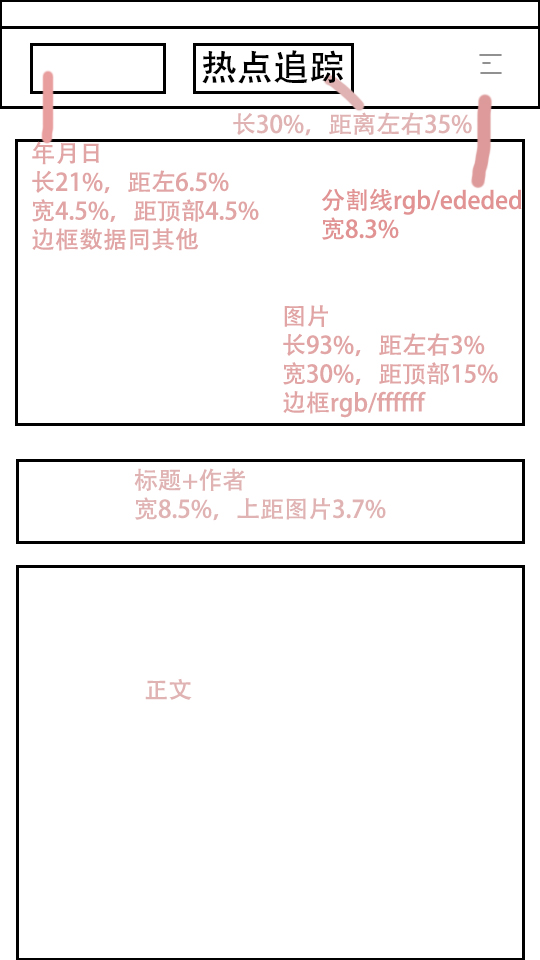 热点追踪
长30%，距离左右35%
年月日
长21%，距左6.5%
宽4.5%，距顶部4.5%
边框数据同其他
分割线rgb/ededed
宽8.3%
图片
长93%，距左右3%
宽30%，距顶部15%
边框rgb/ffffff
标题+作者
宽8.5%，上距图片3.7%
正文